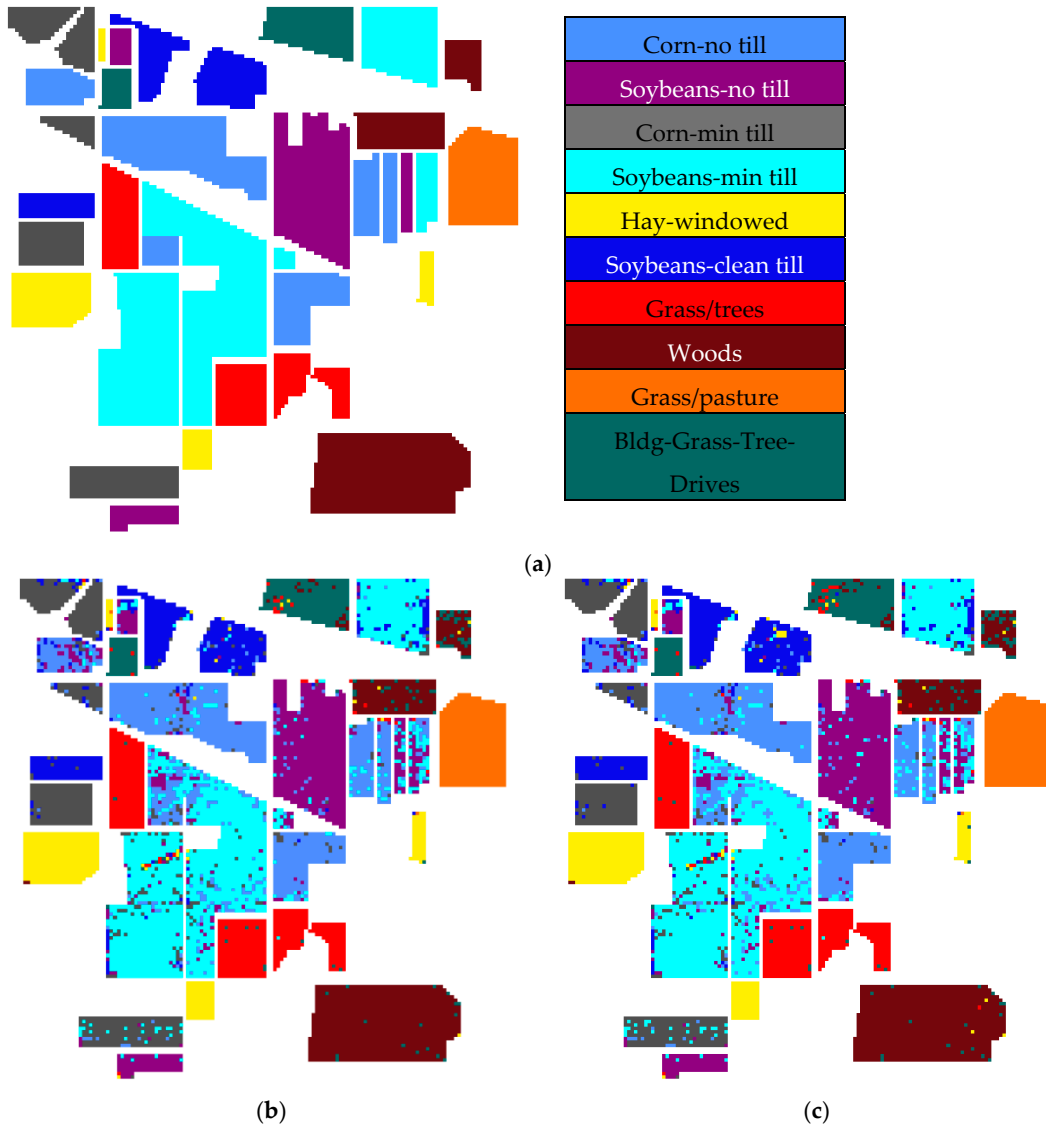 Corn-no till
Soybeans-no till
Corn-min till
Soybeans-min till
Hay-windowed
Soybeans-clean till
Grass/trees
Woods
Grass/pasture
Bldg-Grass-Tree-
Drives
(a)
(b)
(c)